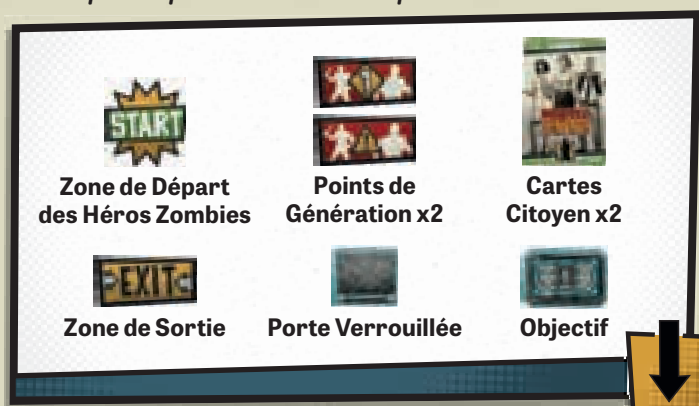 START
Zone de Départ
des Héros Zombies
Points de
Génération x2
Cartes
Citoyen x2
EXIT
Zone de Sortie
Porte Verrouillée
Objectif